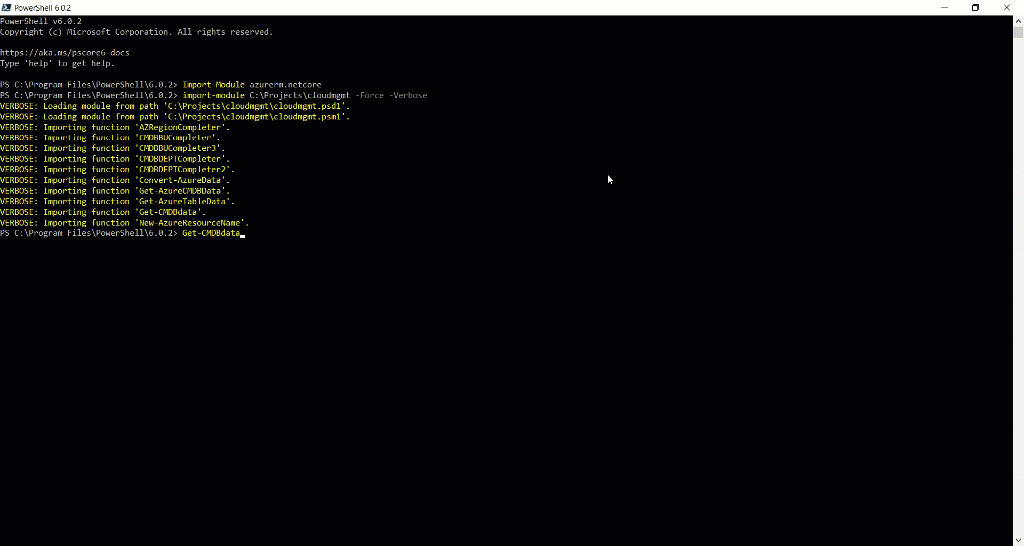 PowerShell 6.0.2
PowerShell v6.0.2
Copyright (c) Microsoft Corporation. All rights reserved.
https://aka.ms/pscore6-docs
Type 'help' to get help.
PS C:\Program Files\PowerShell\6.0.2> Import-Module azurerm.netcore
PS C:\Program Files\PowerShell\6.0.2> import-module C:\Projects\cloudmgmt -Force -Verbose
VERBOSE: Loading module from path 'C:\Projects\cloudmgmt\cloudmgmt.psd1'.
VERBOSE: Loading module from path 'C:\Projects\cloudmgmt\cloudmgmt.psm1'.
VERBOSE: Importing function 'AZRegionCompleter'.
VERBOSE: Importing function 'CMDBBUCompleter'.
VERBOSE: Importing function 'CMDBBUCompleter3'.
VERBOSE: Importing function 'CMDBDEPTCompleter'.
VERBOSE: Importing function 'CMDBDEPTCompleter2'.
VERBOSE: Importing function 'Convert-AzureData'.
VERBOSE: Importing function 'Get-AzureCMDBData'.
VERBOSE: Importing function 'Get-AzureTableData'.
VERBOSE: Importing function 'Get-CMDBdata'.
VERBOSE: Importing function 'New-AzureResourceName'.
PS C:\Program Files\PowerShell\6.0.2> Get-CMDBdata